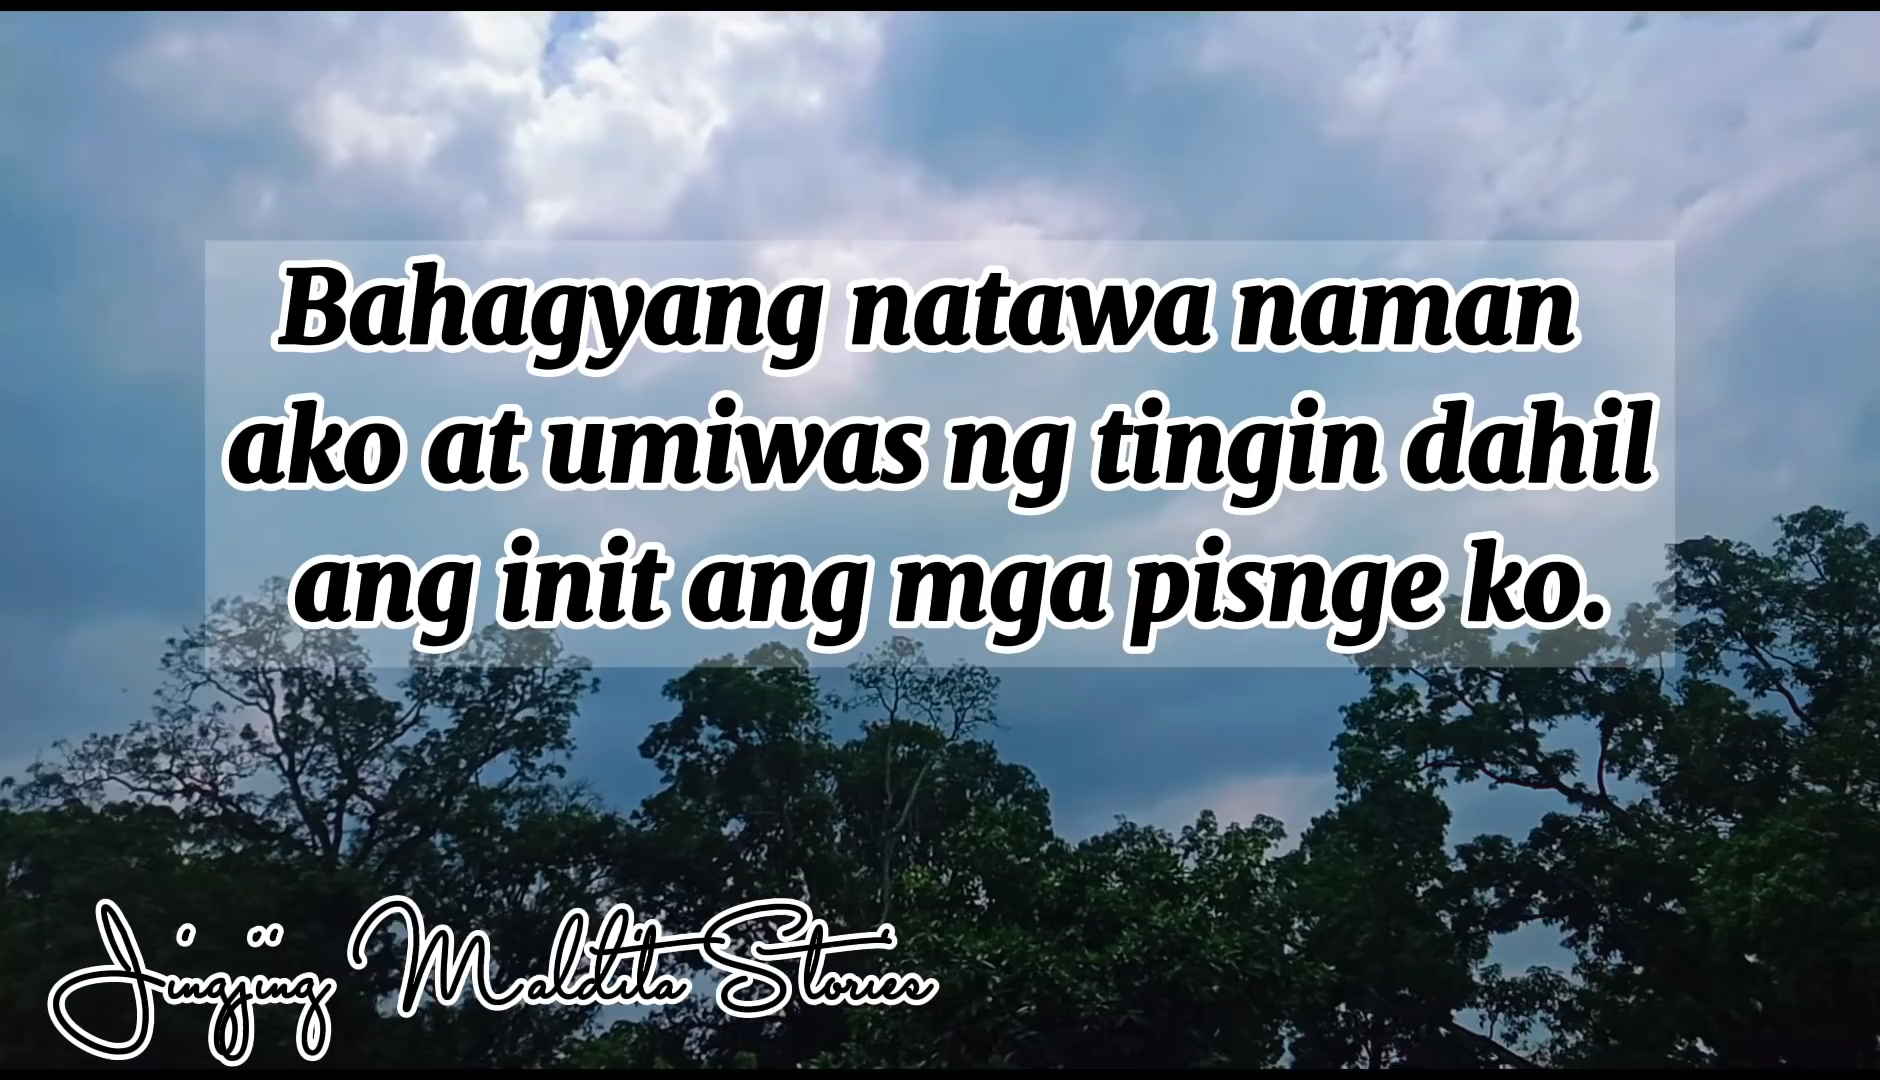 Bahagyang natawa naman
ako at umiwas ng tingin dahil
ang init ang mga pisnge ko.
Jingjing Maldita Stories